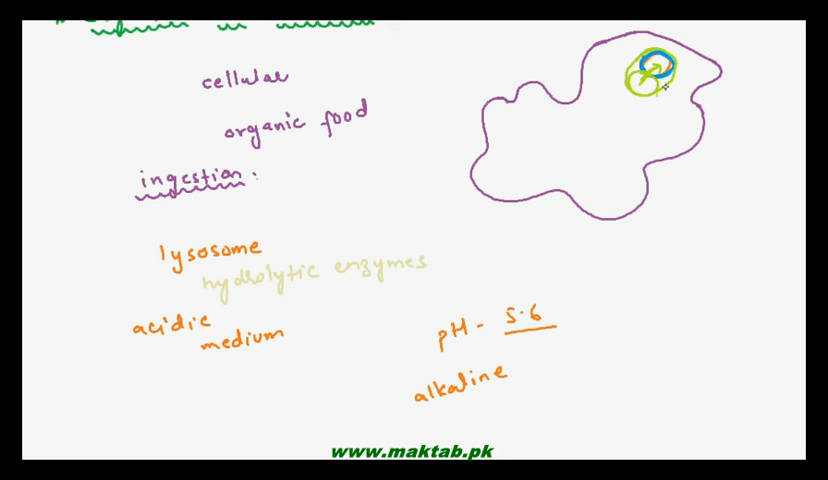 cellular
organic food
ingestion.
lysosome
hydrolytic enzymes
acidic
medium
pH - 5.6
alkaline
www.maktab.pk